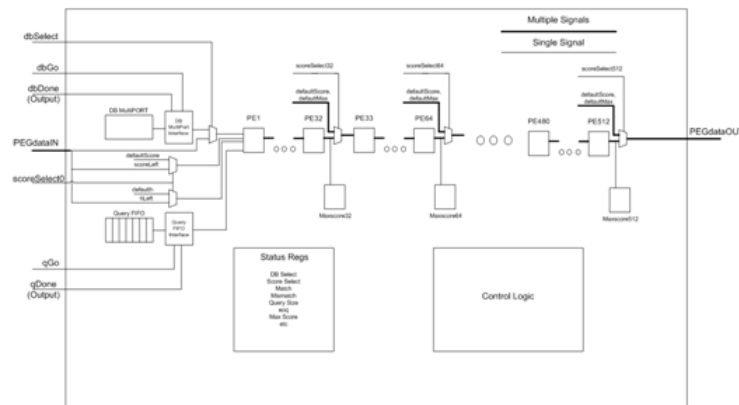 Multiple Signals
Single Signal
dbSelect
dbGo
dbDone
(Output)
DB MultiPORT
DB
MultiPort
Interface
PEGdataIN
defaultScore
scoreLeft
scoreSelect0
defaulth
hLeft
Query FIFO
Query
FIFO
Interface
qGo
qDone
(Output)
PE1
scoreSelect32
defaultScore,
defaultMax
PE32
PE33
Maxscore32
scoreSelect64
defaultScore,
defaultMax
PE64
Maxscore64
PE480
scoreSelect512
defaultScore,
defaultMax
PE512
Maxscore512
PEGdataOU
Status Regs
DB Select
Score Select
Match
Mismatch
Query Size
Max Score
etc
Control Logic